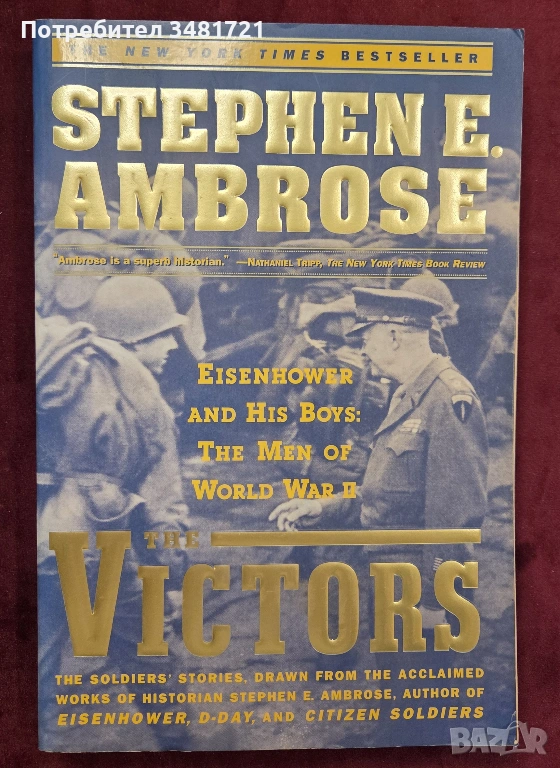 Потребител 3481721
THE NEW YORK TIMES BESTSELLER
STEPHEN E.
AMBROSE
"Ambrose is a superb historian." —NATHANIEL TRIPP, THE NEW YORK TIMES BOOK REVIEW
EISENHOWER
AND HIS BOYS:
THE MEN OF
WORLD WAR II
THE
VICTORS
THE SOLDIERS' STORIES, DRAWN FROM THE ACCLAIMED
WORKS OF HISTORIAN STEPHEN E. AMBROSE, AUTHOR OF
EISENHOWER, D-DAY, AND CITIZEN SOLDIERS
BAZAR